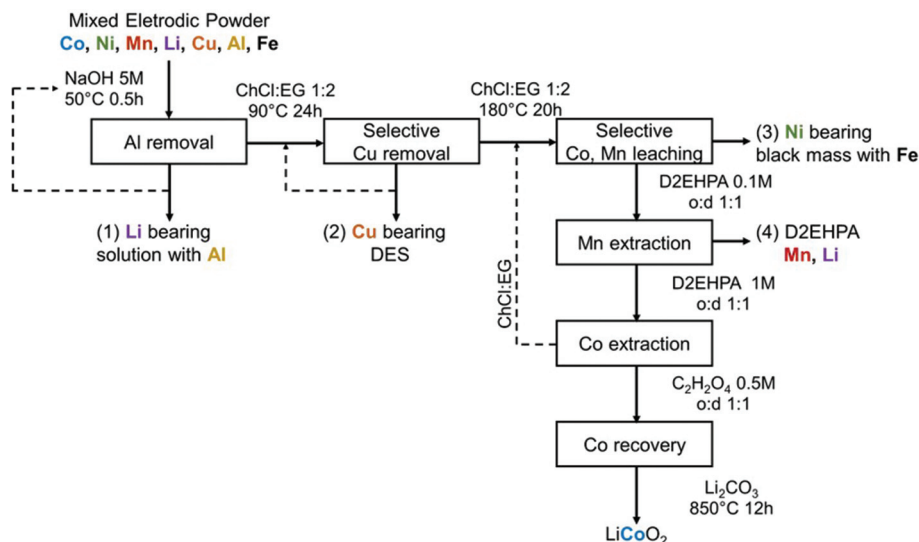 Mixed Eletrodic Powder
Co, Ni, Mn, Li, Cu, Al, Fe
NaOH 5M
50°C 0.5h
Al removal
(1) Li bearing
solution with Al
ChCl:EG 1:2
90°C 24h
Selective
Cu removal
(2) Cu bearing
DES
ChCl:EG 1:2
180°C 20h
Selective
Co, Mn leaching
(3) Ni bearing
black mass with Fe
D2EHPA 0.1M
o:d 1:1
Mn extraction
(4) D2EHPA
Mn, Li
D2EHPA 1M
o:d 1:1
ChCl:EG
Co extraction
C₂H₂O₄ 0.5M
o:d 1:1
Co recovery
Li₂CO₃
850°C 12h
LiCoO₂